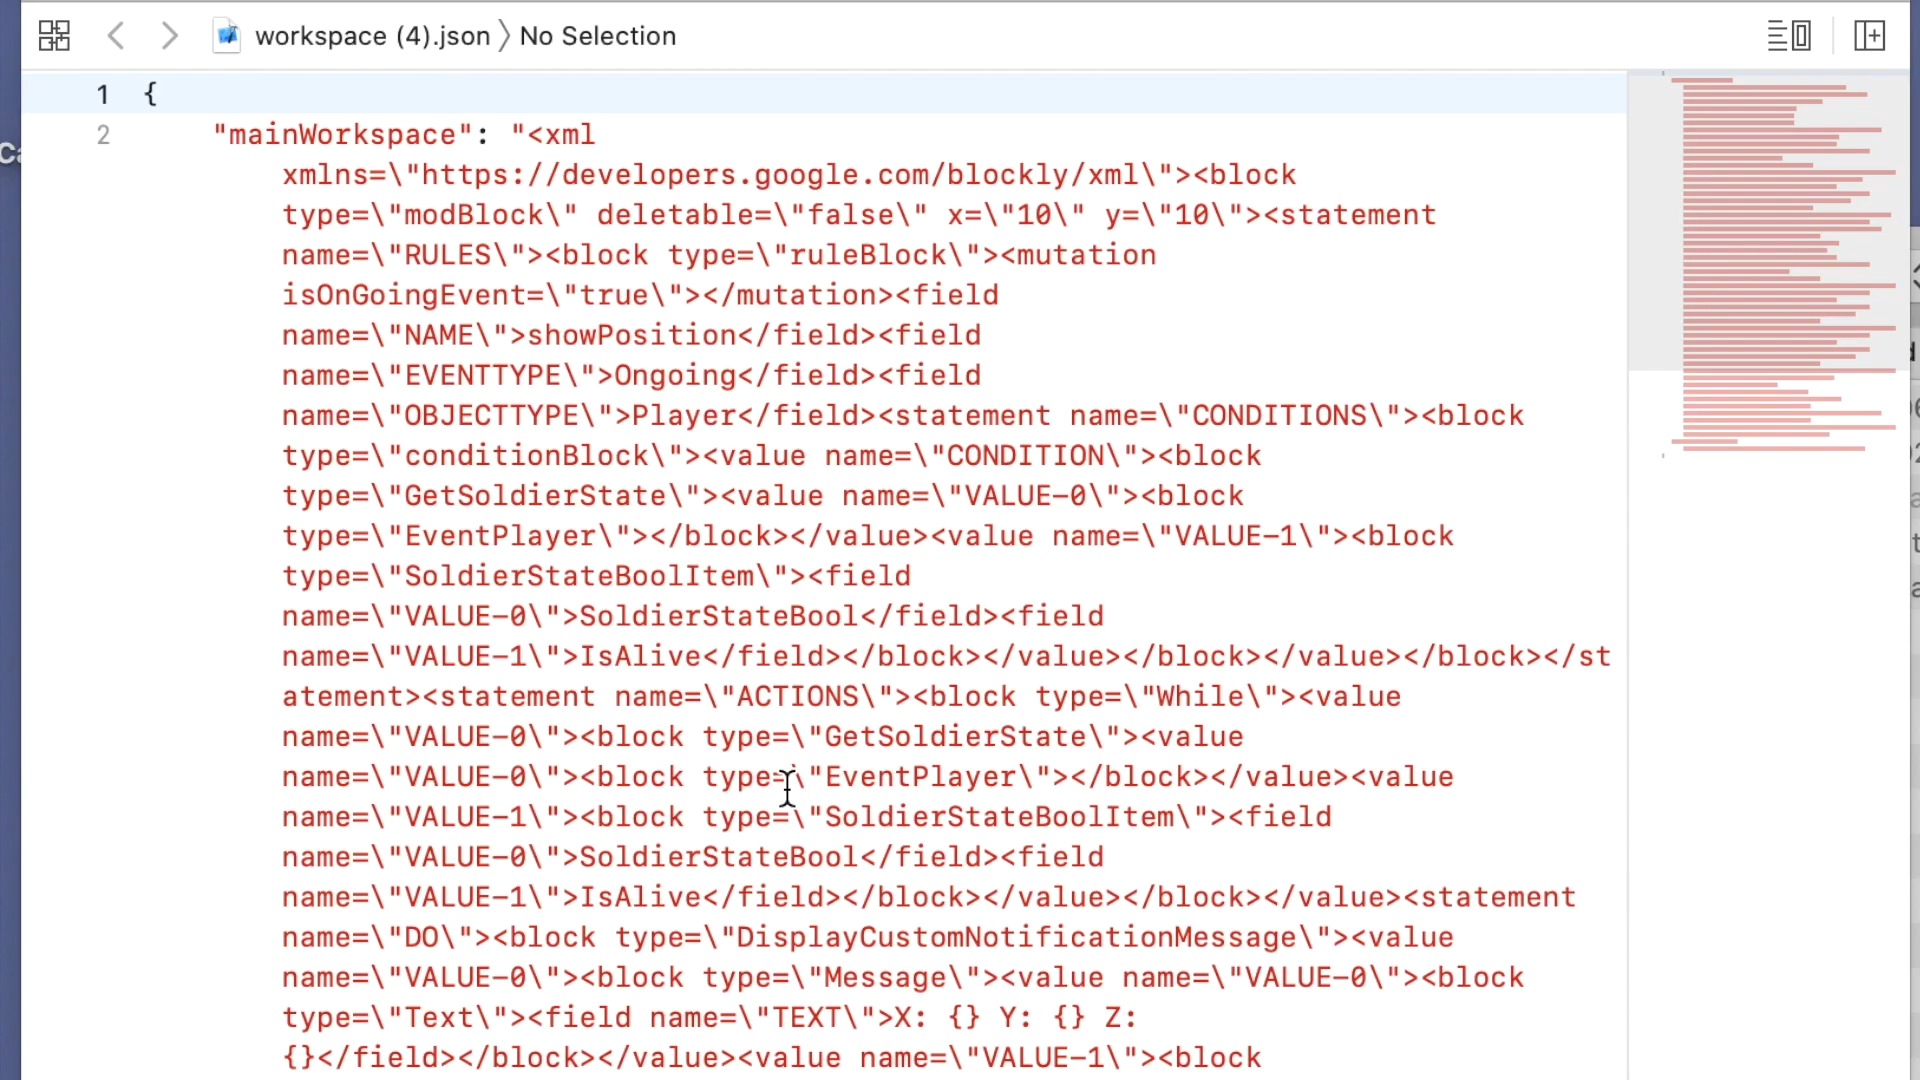 workspace (4).json 〉 No Selection
1 {
2 "mainWorkspace": "<xml
xmlns=\"https://developers.google.com/blockly/xml\"><block
type=\"modBlock\" deletable=\"false\" x=\"10\" y=\"10\"><statement
name=\"RULES\"><block type=\"ruleBlock\"><mutation
isOnGoingEvent=\"true\"></mutation><field
name=\"NAME\">showPosition</field><field
name=\"EVENTTYPE\">Ongoing</field><field
name=\"OBJECTTYPE\">Player</field><statement name=\"CONDITIONS\"><block
type=\"conditionBlock\"><value name=\"CONDITION\"><block
type=\"GetSoldierState\"><value name=\"VALUE-0\"><block
type=\"EventPlayer\"></block></value><value name=\"VALUE-1\"><block
type=\"SoldierStateBoolItem\"><field
name=\"VALUE-0\">SoldierStateBool</field><field
name=\"VALUE-1\">IsAlive</field></block></value></block></value></block></st
atement><statement name=\"ACTIONS\"><block type=\"While\"><value
name=\"VALUE-0\"><block type=\"GetSoldierState\"><value
name=\"VALUE-0\"><block type=\"EventPlayer\"></block></value><value
name=\"VALUE-1\"><block type=\"SoldierStateBoolItem\"><field
name=\"VALUE-0\">SoldierStateBool</field><field
name=\"VALUE-1\">IsAlive</field></block></value></block></value><statement
name=\"DO\"><block type=\"DisplayCustomNotificationMessage\"><value
name=\"VALUE-0\"><block type=\"Message\"><value name=\"VALUE-0\"><block
type=\"Text\"><field name=\"TEXT\">X: {} Y: {} Z:
{}</field></block></value><value name=\"VALUE-1\"><block